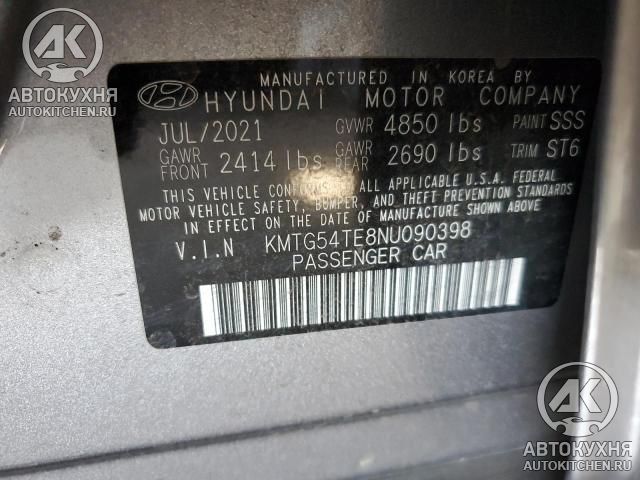 AK
АВТОКУХНЯ
AUTOKITCHEN.RU
MANUFACTURED IN KOREA BY
HYUNDAI MOTOR COMPANY
JUL/2021 GVWR 4850 lbs PAINT SSS
GAWR FRONT 2414 lbs GAWR REAR 2690 lbs TRIM ST6
THIS VEHICLE CONFORMS TO ALL APPLICABLE U.S.A. FEDERAL
MOTOR VEHICLE SAFETY, BUMPER, AND THEFT PREVENTION STANDARDS
IN EFFECT ON THE DATE OF MANUFACTURE SHOWN ABOVE.
V.I.N KMTG54TE8NU090398
PASSENGER CAR
AK
АВТОКУХНЯ
AUTOKITCHEN.RU